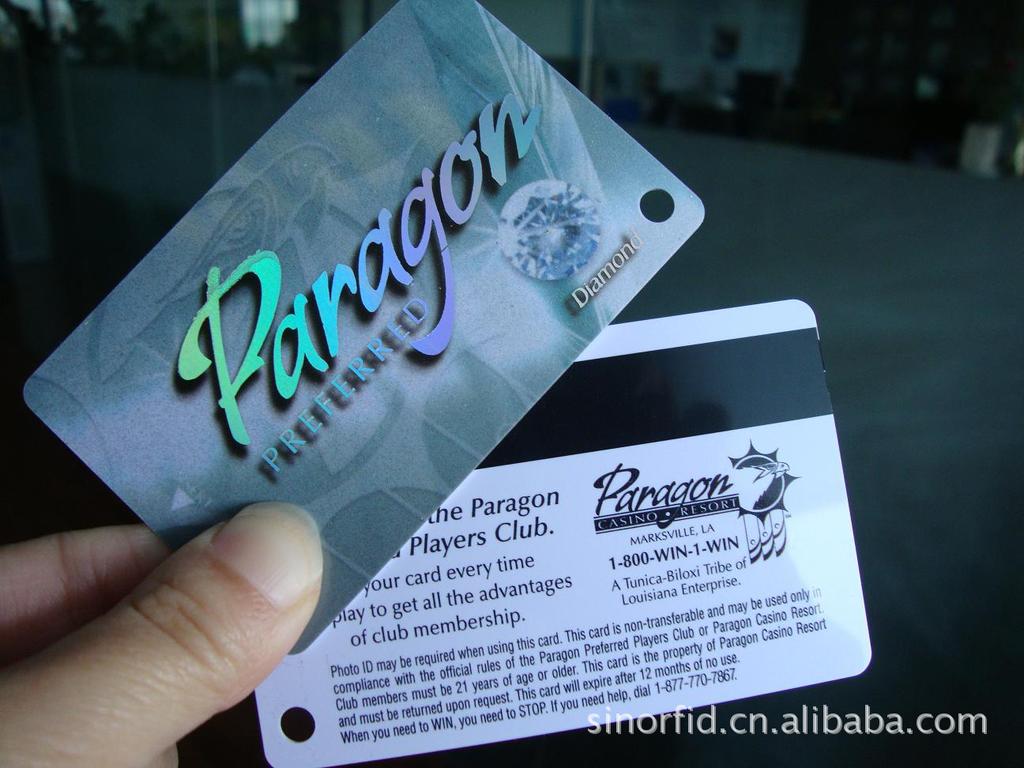 Paragon
PREFERRED
Diamond
the Paragon
Players Club.
your card every time
play to get all the advantages
of club membership.
Paragon
CASINO • RESORT
MARKSVILLE, LA
1-800-WIN-1-WIN
A Tunica-Biloxi Tribe of
Louisiana Enterprise.
Photo ID may be required when using this card. This card is non-transferable and may be used only in
compliance with the official rules of the Paragon Preferred Players Club or Paragon Casino Resort.
Club members must be 21 years of age or older. This card is the property of Paragon Casino Resort
and must be returned upon request. This card will expire after 12 months of no use.
When you need to WIN, you need to STOP. If you need help, dial 1-877-770-7867.
sinorfid.cn.alibaba.com